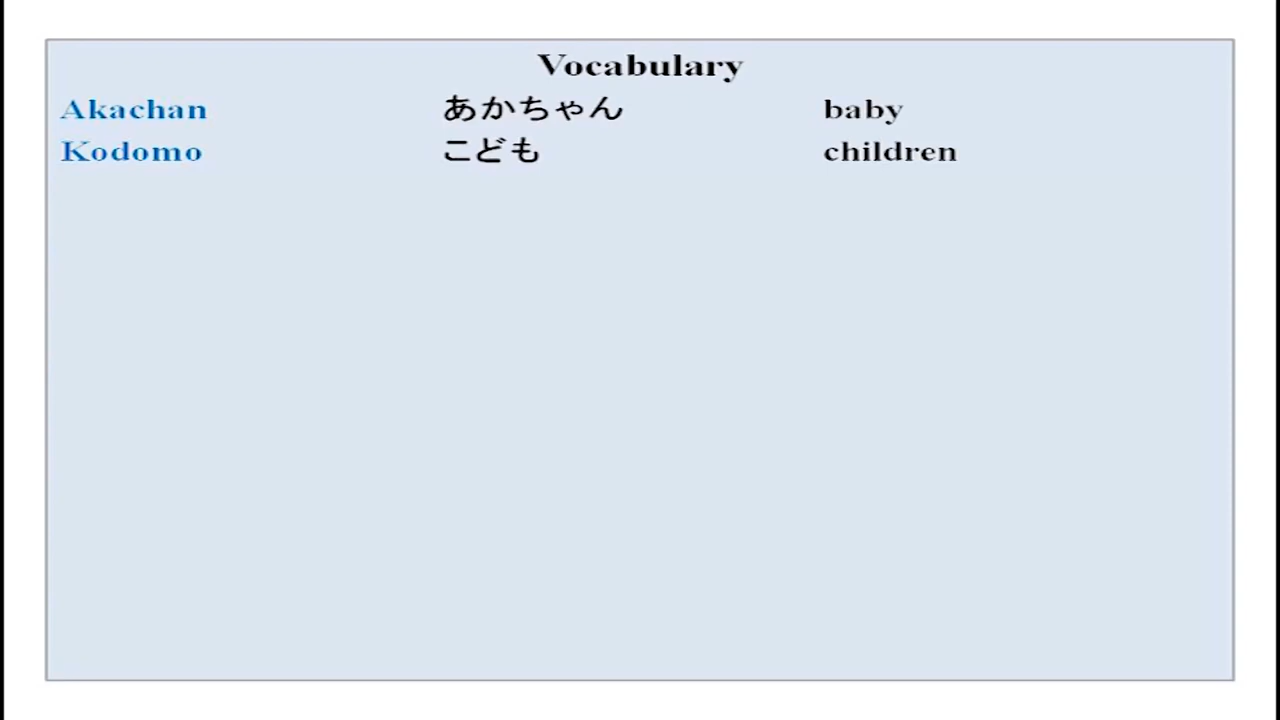 Vocabulary
Akachan あかちゃん baby
Kodomo こども children